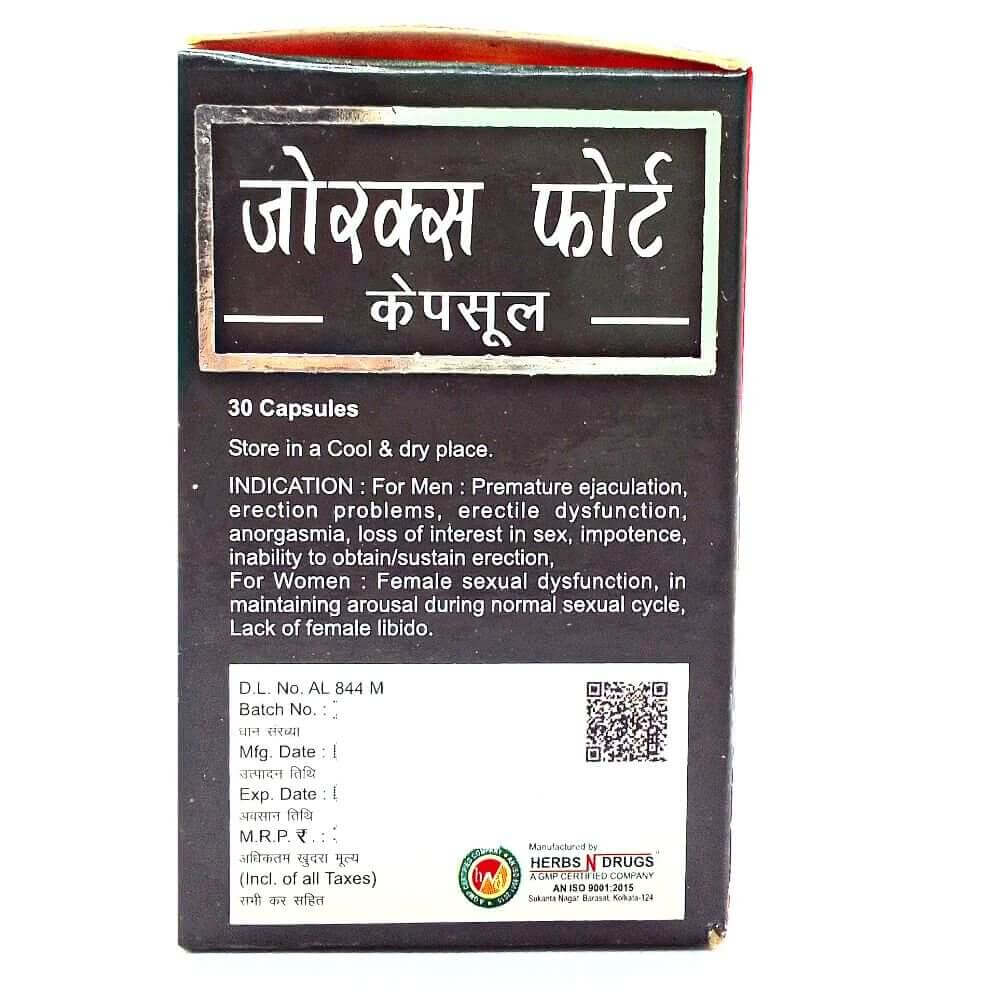 जोरक्स फोर्ट
केपसूल
30 Capsules
Store in a Cool & dry place.
INDICATION : For Men : Premature ejaculation,
erection problems, erectile dysfunction,
anorgasmia, loss of interest in sex, impotence,
inability to obtain/sustain erection,
For Women : Female sexual dysfunction, in
maintaining arousal during normal sexual cycle,
Lack of female libido.
D.L. No. AL 844 M
Batch No. :
धान संख्या
Mfg. Date :
उत्पादन तिथि
Exp. Date :
अवसान तिथि
M.R.P. ₹ . :
अधिकतम खुदरा मूल्य
(Incl. of all Taxes)
सभी कर सहित
Manufactured by
HERBS N DRUGS
A GMP CERTIFIED COMPANY
AN ISO 9001:2015
Sukanta Nagar, Barasat, Kolkata-124